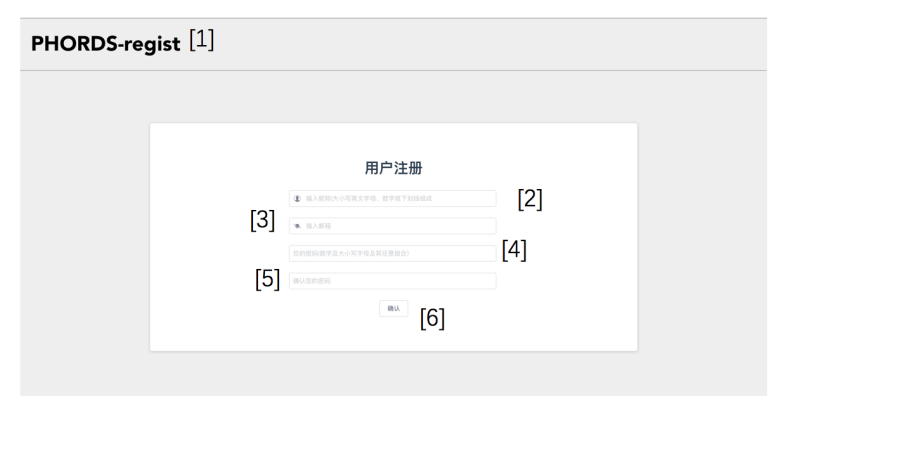 PHORDS-regist [1]
用户注册
输入昵称(大小写英文字母、数字或下划线组成 [2]
[3] 输入邮箱
您的密码(数字及大小写字母及其任意组合) [4]
[5] 确认您的密码
确认 [6]